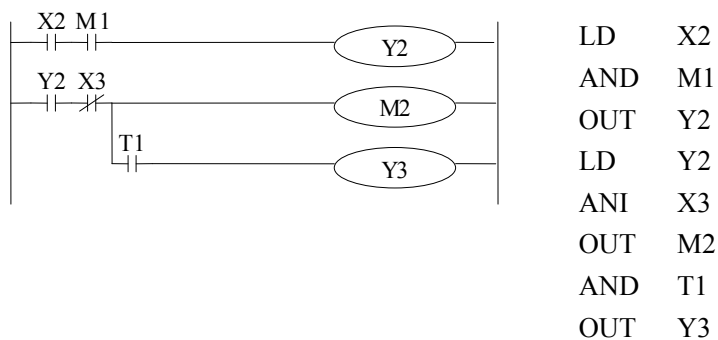 X2 M1
Y2
Y2 X3
M2
T1
Y3
LD X2
AND M1
OUT Y2
LD Y2
ANI X3
OUT M2
AND T1
OUT Y3